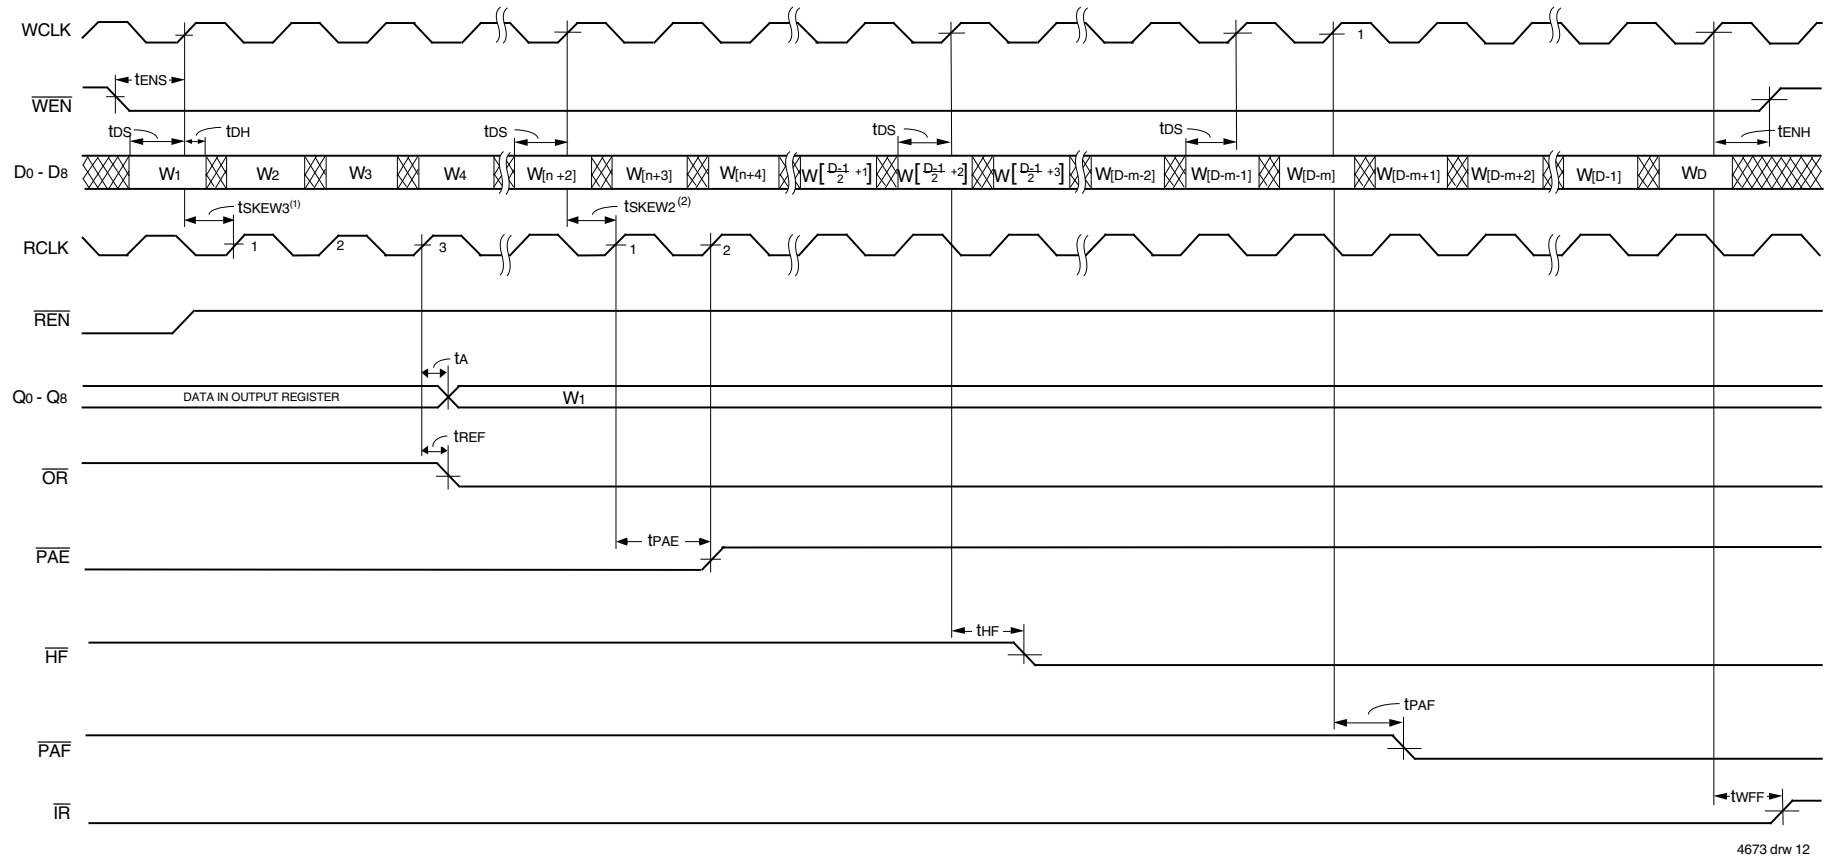 WCLK 1
tENS
WEN
tDS tDH tDS tDS tDS tENH
D0 - D8 W1 W2 W3 W4 W[n +2] W[n+3] W[n+4] W[D-1/2 +1] W[D-1/2 +2] W[D-1/2 +3] W[D-m-2] W[D-m-1] W[D-m] W[D-m+1] W[D-m+2] W[D-1] WD
tSKEW3(1) tSKEW2(2)
RCLK 1 2 3 1 2
REN
tA
Q0 - Q8 DATA IN OUTPUT REGISTER W1
tREF
OR
tPAE
PAE
tHF
HF
tPAF
PAF
tWFF
IR
4673 drw 12